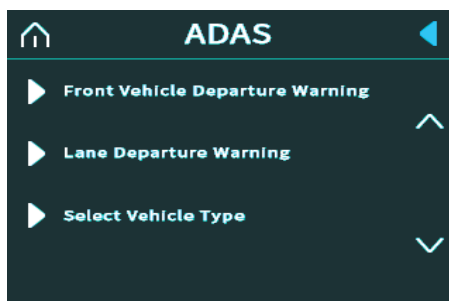 ADAS
Front Vehicle Departure Warning
Lane Departure Warning
Select Vehicle Type